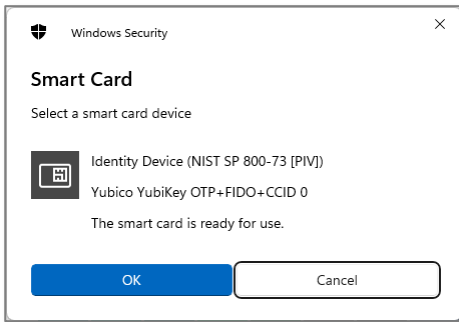 Windows Security
Smart Card
Select a smart card device
Identity Device (NIST SP 800-73 [PIV])
Yubico YubiKey OTP+FIDO+CCID 0
The smart card is ready for use.
OK
Cancel